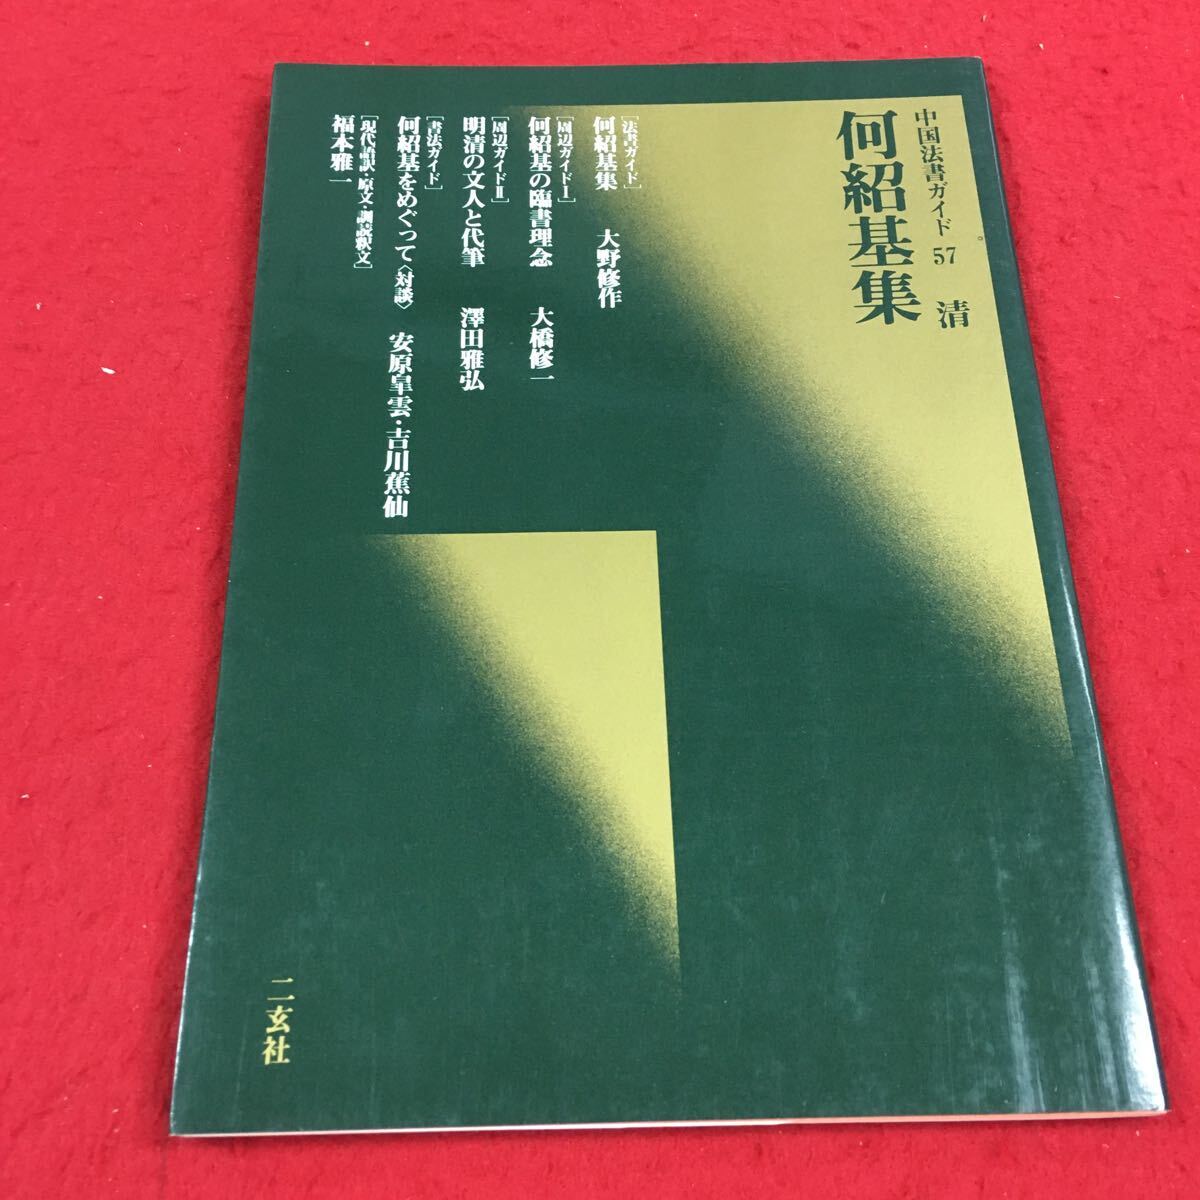 中国法書ガイド 57 清
何紹基集
[法書ガイド]
何紹基集 大野修作
[周辺ガイドI]
何紹基の臨書理念 大橋修一
[周辺ガイドII]
明清の文人と代筆 澤田雅弘
[書法ガイド]
何紹基をめぐって〈対談〉 安原皐雲・吉川蕉仙
[現代語訳・原文・訓読釈文]
福本雅一
二玄社